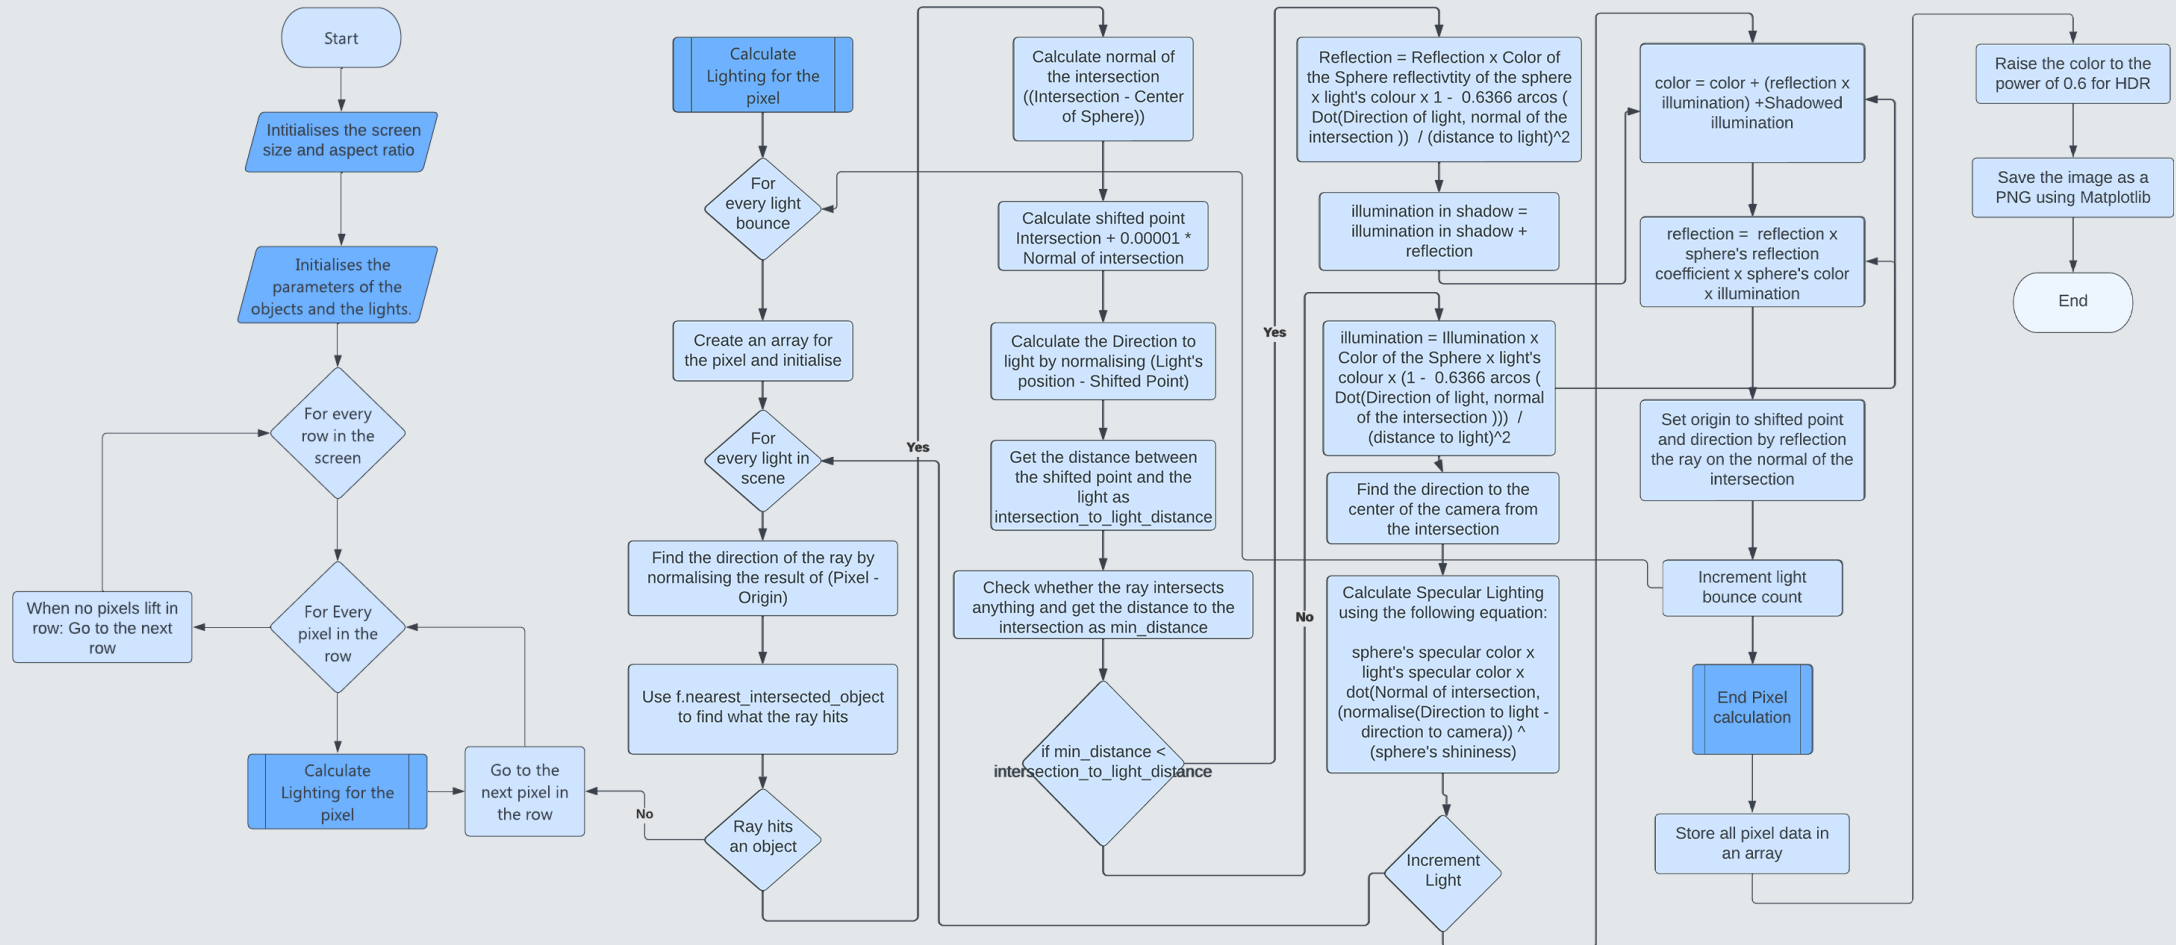 Start
Intitialises the screen
size and aspect ratio
Initialises the
parameters of the
objects and the lights.
For every
row in the
screen
For Every
pixel in the
row
When no pixels lift in
row: Go to the next
row
Calculate
Lighting for the
pixel
Go to the
next pixel in
the row
Calculate
Lighting for the
pixel
For
every light
bounce
Create an array for
the pixel and initialise
For
every light in
scene
Find the direction of the ray by
normalising the result of (Pixel -
Origin)
Use f.nearest_intersected_object
to find what the ray hits
Ray hits
an object
No
Yes
Calculate normal of
the intersection
((Intersection - Center
of Sphere))
Calculate shifted point
Intersection + 0.00001 *
Normal of intersection
Calculate the Direction to
light by normalising (Light's
position - Shifted Point)
Get the distance between
the shifted point and the
light as
intersection_to_light_distance
Check whether the ray intersects
anything and get the distance to the
intersection as min_distance
if min_distance <
intersection_to_light_distance
Yes
No
Reflection = Reflection x Color of
the Sphere reflectivtity of the sphere
x light's colour x 1 - 0.6366 arcos (
Dot(Direction of light, normal of the
intersection )) / (distance to light)^2
illumination in shadow =
illumination in shadow +
reflection
illumination = Illumination x
Color of the Sphere x light's
colour x (1 - 0.6366 arcos (
Dot(Direction of light, normal
of the intersection ))) /
(distance to light)^2
Find the direction to the
center of the camera from
the intersection
Calculate Specular Lighting
using the following equation:
sphere's specular color x
light's specular color x
dot(Normal of intersection,
(normalise(Direction to light -
direction to camera)) ^
(sphere's shininess)
Increment
Light
color = color + (reflection x
illumination) +Shadowed
illumination
reflection = reflection x
sphere's reflection
coefficient x sphere's color
x illumination
Set origin to shifted point
and direction by reflection
the ray on the normal of the
intersection
Increment light
bounce count
End Pixel
calculation
Store all pixel data in
an array
Raise the color to the
power of 0.6 for HDR
Save the image as a
PNG using Matplotlib
End